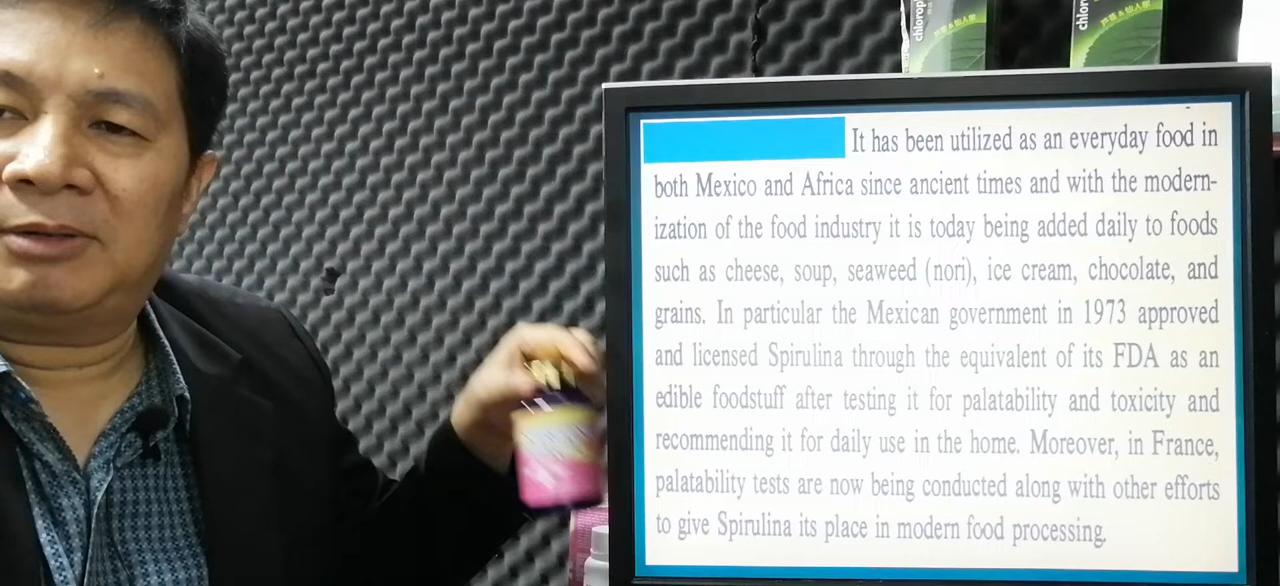 chlorop
chlorop
It has been utilized as an everyday food in
both Mexico and Africa since ancient times and with the modern-
ization of the food industry it is today being added daily to foods
such as cheese, soup, seaweed (nori), ice cream, chocolate, and
grains. In particular the Mexican government in 1973 approved
and licensed Spirulina through the equivalent of its FDA as an
edible foodstuff after testing it for palatability and toxicity and
recommending it for daily use in the home. Moreover, in France,
palatability tests are now being conducted along with other efforts
to give Spirulina its place in modern food processing.